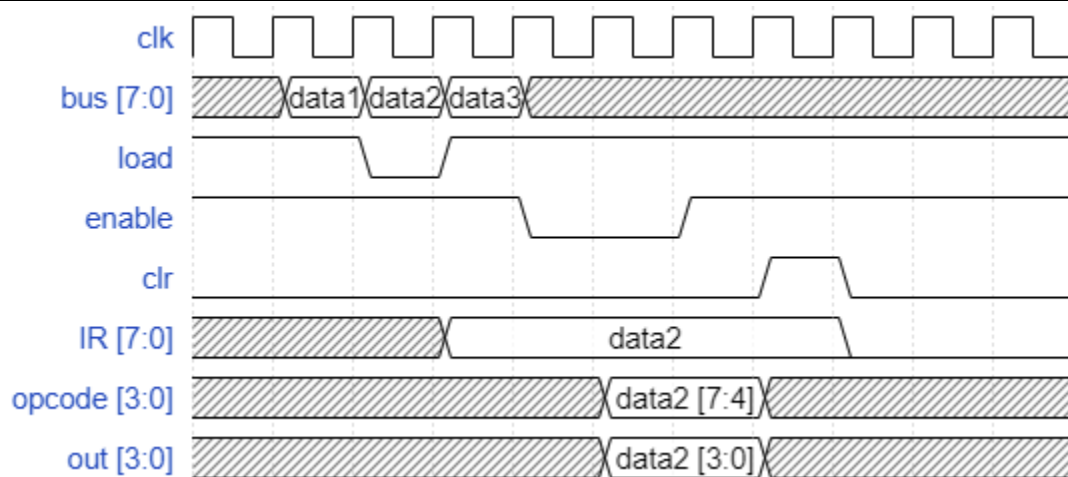 clk
bus [7:0] data1 data2 data3
load
enable
clr
IR [7:0] data2
opcode [3:0] data2 [7:4]
out [3:0] data2 [3:0]